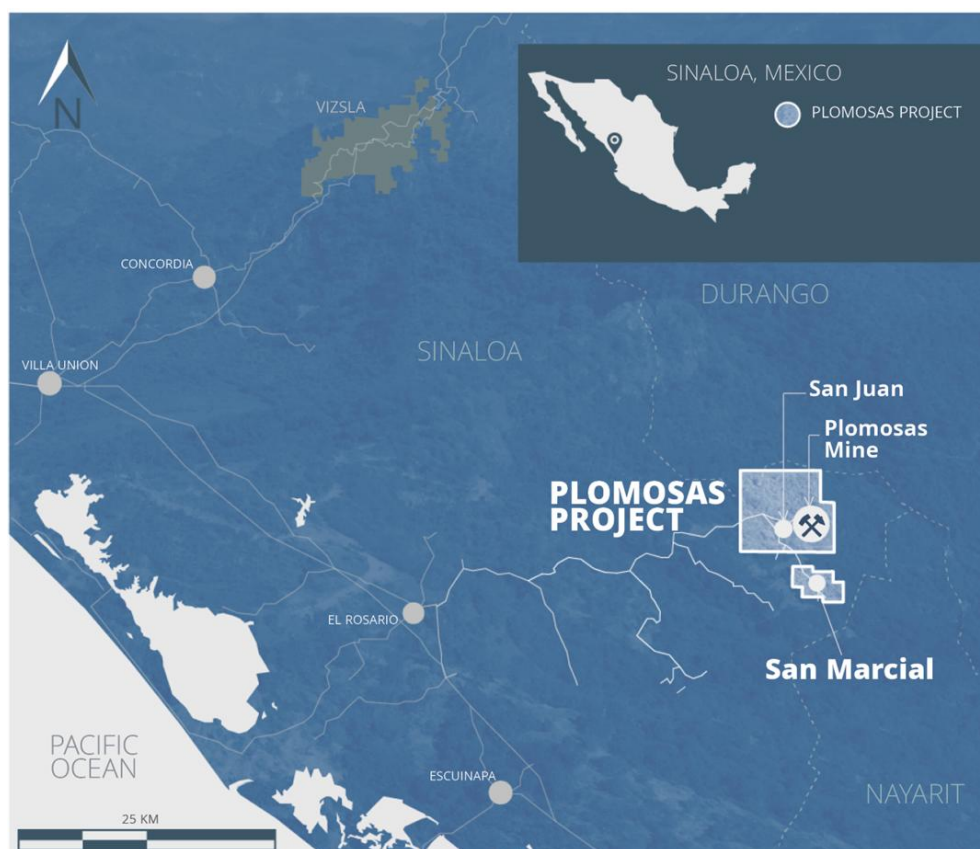 N
VIZSLA
SINALOA, MEXICO
PLOMOSAS PROJECT
CONCORDIA
DURANGO
SINALOA
VILLA UNION
San Juan
Plomosas
Mine
PLOMOSAS
PROJECT
EL ROSARIO
San Marcial
PACIFIC
OCEAN
ESCUINAPA
NAYARIT
25 KM